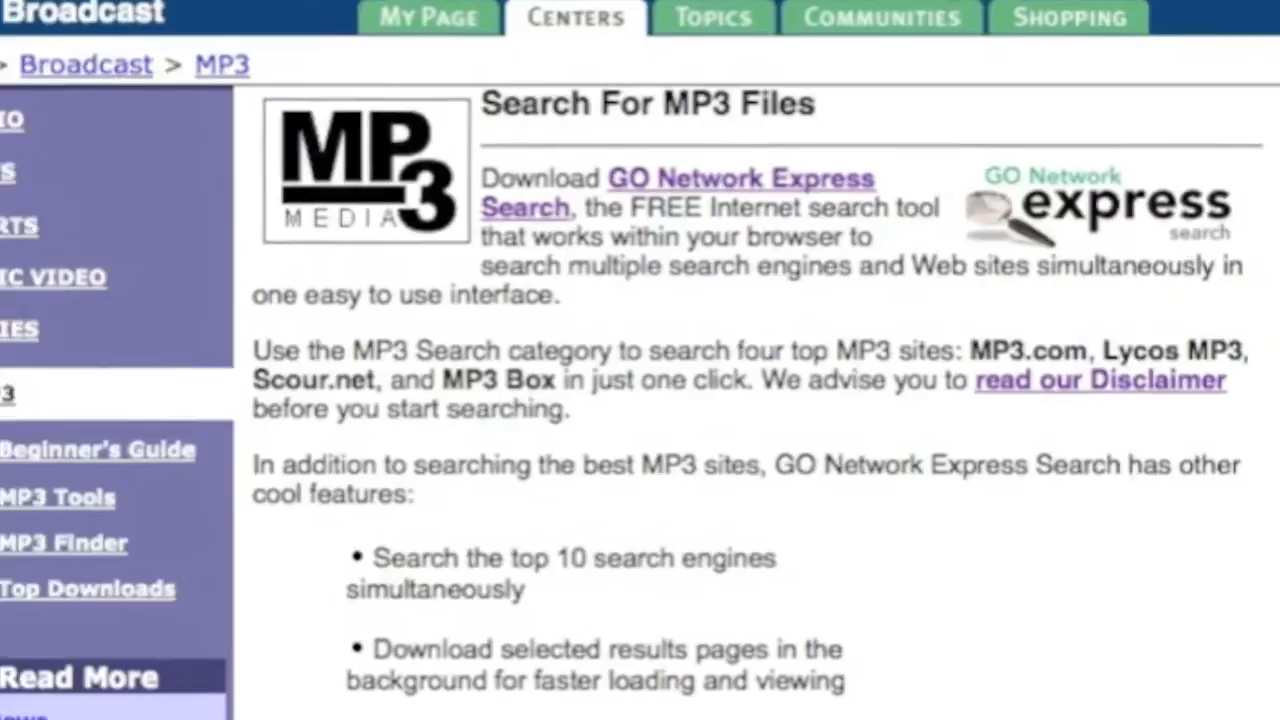 Broadcast
MY PAGE
CENTERS
TOPICS
COMMUNITIES
SHOPPING
> Broadcast > MP3
IO
S
RTS
IC VIDEO
IES
3
Beginner's Guide
MP3 Tools
MP3 Finder
Top Downloads
Read More
MP3
MEDIA
Search For MP3 Files
GO Network
express
search
Download GO Network Express
Search, the FREE Internet search tool
that works within your browser to
search multiple search engines and Web sites simultaneously in
one easy to use interface.
Use the MP3 Search category to search four top MP3 sites: MP3.com, Lycos MP3,
Scour.net, and MP3 Box in just one click. We advise you to read our Disclaimer
before you start searching.
In addition to searching the best MP3 sites, GO Network Express Search has other
cool features:
• Search the top 10 search engines
simultaneously
• Download selected results pages in the
background for faster loading and viewing